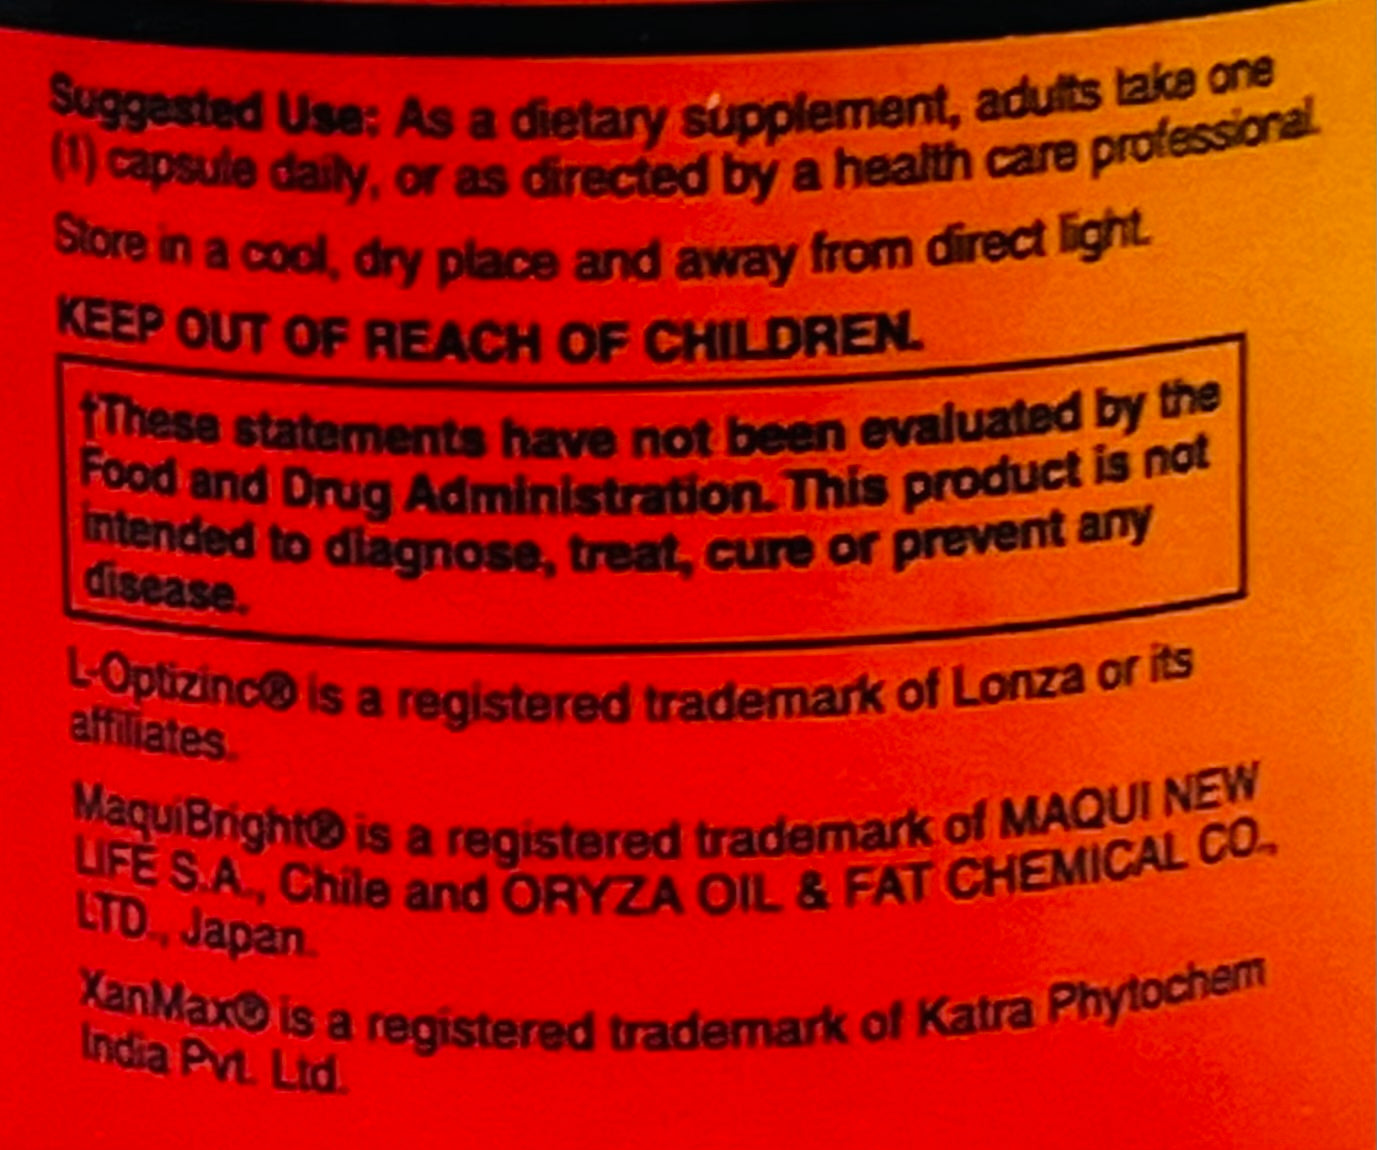 Suggested Use: As a dietary supplement, adults take one
(1) capsule daily, or as directed by a health care professional.
Store in a cool, dry place and away from direct light.
KEEP OUT OF REACH OF CHILDREN.
†These statements have not been evaluated by the
Food and Drug Administration. This product is not
intended to diagnose, treat, cure or prevent any
disease.
L-Optizinc® is a registered trademark of Lonza or its
affiliates.
MaquiBright® is a registered trademark of MAQUI NEW
LIFE S.A., Chile and ORYZA OIL & FAT CHEMICAL CO.,
LTD., Japan.
XanMax® is a registered trademark of Katra Phytochem
India Pvt. Ltd.